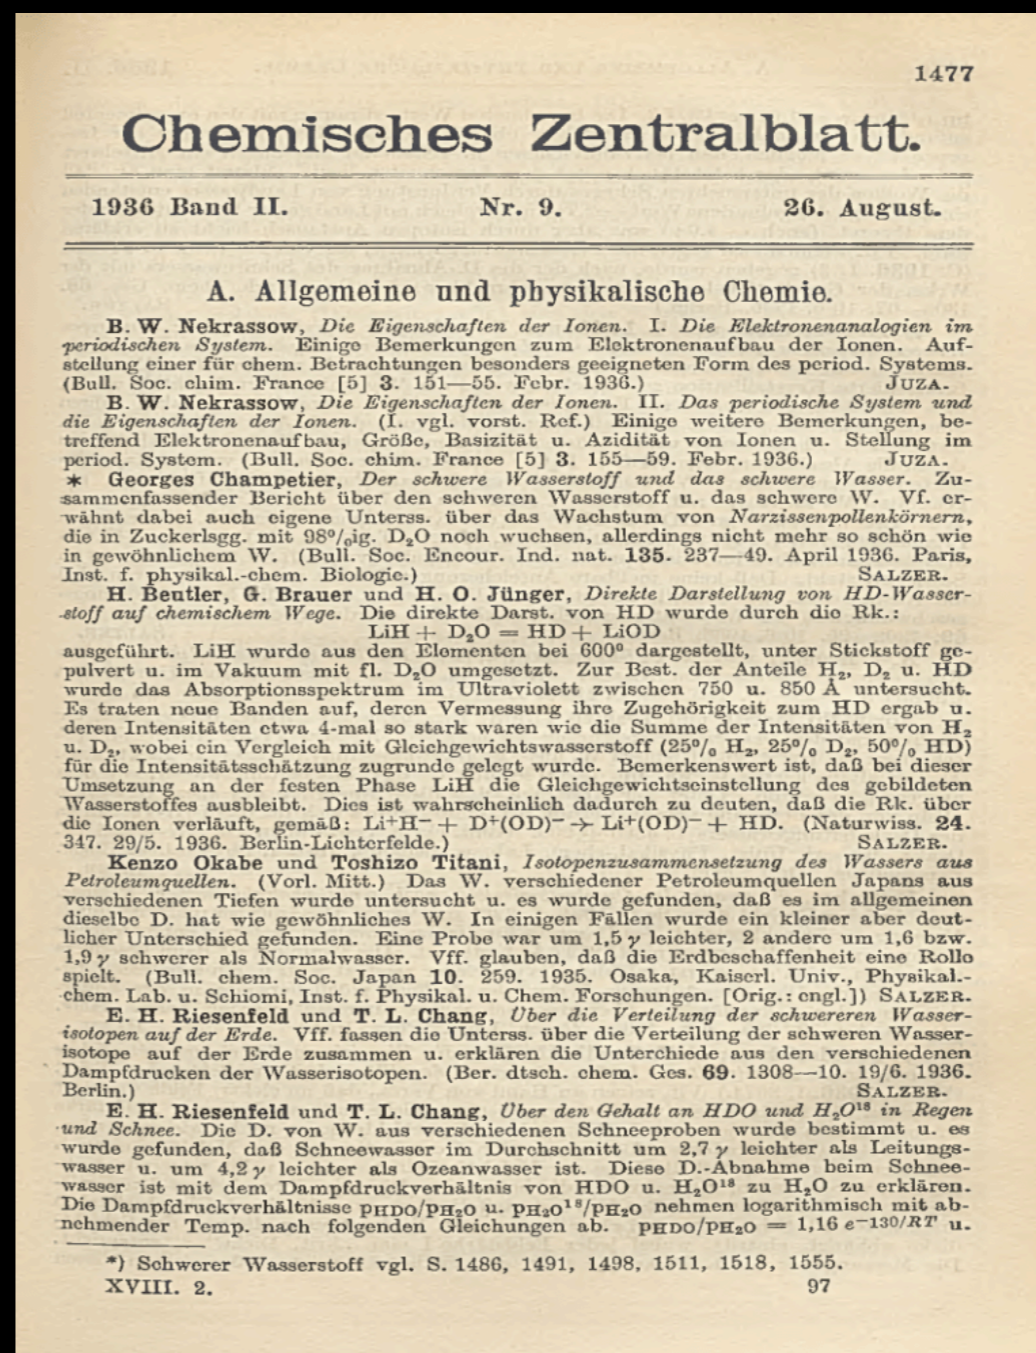 1477
Chemisches Zentralblatt.
1936 Band II. Nr. 9. 26. August.
A. Allgemeine und physikalische Chemie.
B. W. Nekrassow, Die Eigenschaften der Ionen. I. Die Elektronenanalogien im
periodischen System. Einige Bemerkungen zum Elektronenaufbau der Ionen. Auf-
stellung einer für chem. Betrachtungen besonders geeigneten Form des period. Systems.
(Bull. Soc. chim. France [5] 3. 151—55. Febr. 1936.) JUZA.
B. W. Nekrassow, Die Eigenschaften der Ionen. II. Das periodische System und
die Eigenschaften der Ionen. (I. vgl. vorst. Ref.) Einige weitere Bemerkungen, be-
treffend Elektronenaufbau, Größe, Basizität u. Azidität von Ionen u. Stellung im
period. System. (Bull. Soc. chim. France [5] 3. 155—59. Febr. 1936.) JUZA.
* Georges Champetier, Der schwere Wasserstoff und das schwere Wasser. Zu-
sammenfassender Bericht über den schweren Wasserstoff u. das schwere W. Vf. er-
wähnt dabei auch eigene Unterss. über das Wachstum von Narzissenpollenkörnern,
die in Zuckerlsgg. mit 98%ig. D₂O noch wuchsen, allerdings nicht mehr so schön wie
in gewöhnlichem W. (Bull. Soc. Encour. Ind. nat. 135. 237—49. April 1936. Paris,
Inst. f. physikal.-chem. Biologie.) SALZER.
H. Beutler, G. Brauer und H. O. Jünger, Direkte Darstellung von HD-Wasser-
stoff auf chemischem Wege. Die direkte Darst. von HD wurde durch die Rk.:
LiH + D₂O = HD + LiOD
ausgeführt. LiH wurde aus den Elementen bei 600⁰ dargestellt, unter Stickstoff ge-
pulvert u. im Vakuum mit fl. D₂O umgesetzt. Zur Best. der Anteile H₂, D₂ u. HD
wurde das Absorptionsspektrum im Ultraviolett zwischen 750 u. 850 Å untersucht.
Es traten neue Banden auf, deren Vermessung ihre Zugehörigkeit zum HD ergab u.
deren Intensitäten etwa 4-mal so stark waren wie die Summe der Intensitäten von H₂
u. D₂, wobei ein Vergleich mit Gleichgewichtswasserstoff (25% H₂, 25% D₂, 50% HD)
für die Intensitätsschätzung zugrunde gelegt wurde. Bemerkenswert ist, daß bei dieser
Umsetzung an der festen Phase LiH die Gleichgewichtseinstellung des gebildeten
Wasserstoffes ausbleibt. Dies ist wahrscheinlich dadurch zu deuten, daß die Rk. über
die Ionen verläuft, gemäß: Li⁺H⁻ + D⁺(OD)⁻ → Li⁺(OD)⁻ + HD. (Naturwiss. 24.
347. 29/5. 1936. Berlin-Lichterfelde.) SALZER.
Kenzo Okabe und Toshizo Titani, Isotopenzusammensetzung des Wassers aus
Petroleumquellen. (Vorl. Mitt.) Das W. verschiedener Petroleumquellen Japans aus
verschiedenen Tiefen wurde untersucht u. es wurde gefunden, daß es im allgemeinen
dieselbe D. hat wie gewöhnliches W. In einigen Fällen wurde ein kleiner aber deut-
licher Unterschied gefunden. Eine Probe war um 1,5 γ leichter, 2 andere um 1,6 bzw.
1,9 γ schwerer als Normalwasser. Vff. glauben, daß die Erdbeschaffenheit eine Rolle
spielt. (Bull. chem. Soc. Japan 10. 259. 1935. Osaka, Kaiserl. Univ., Physikal.-
chem. Lab. u. Schiomi, Inst. f. Physikal. u. Chem. Forschungen. [Orig.: engl.]) SALZER.
E. H. Riesenfeld und T. L. Chang, Über die Verteilung der schwereren Wasser-
isotopen auf der Erde. Vff. fassen die Unterss. über die Verteilung der schweren Wasser-
isotope auf der Erde zusammen u. erklären die Unterchiede aus den verschiedenen
Dampfdrucken der Wasserisotopen. (Ber. dtsch. chem. Ges. 69. 1308—10. 19/6. 1936.
Berlin.) SALZER.
E. H. Riesenfeld und T. L. Chang, Über den Gehalt an HDO und H₂O¹⁸ in Regen
und Schnee. Die D. von W. aus verschiedenen Schneeproben wurde bestimmt u. es
wurde gefunden, daß Schneewasser im Durchschnitt um 2,7 γ leichter als Leitungs-
wasser u. um 4,2 γ leichter als Ozeanwasser ist. Diese D.-Abnahme beim Schnee-
wasser ist mit dem Dampfdruckverhältnis von HDO u. H₂O¹⁸ zu H₂O zu erklären.
Die Dampfdruckverhältnisse pHDO/pH₂O u. pH₂O¹⁸/pH₂O nehmen logarithmisch mit ab-
nehmender Temp. nach folgenden Gleichungen ab. pHDO/pH₂O = 1,16 e⁻¹³⁰/RT u.
*) Schwerer Wasserstoff vgl. S. 1486, 1491, 1498, 1511, 1518, 1555.
XVIII. 2. 97